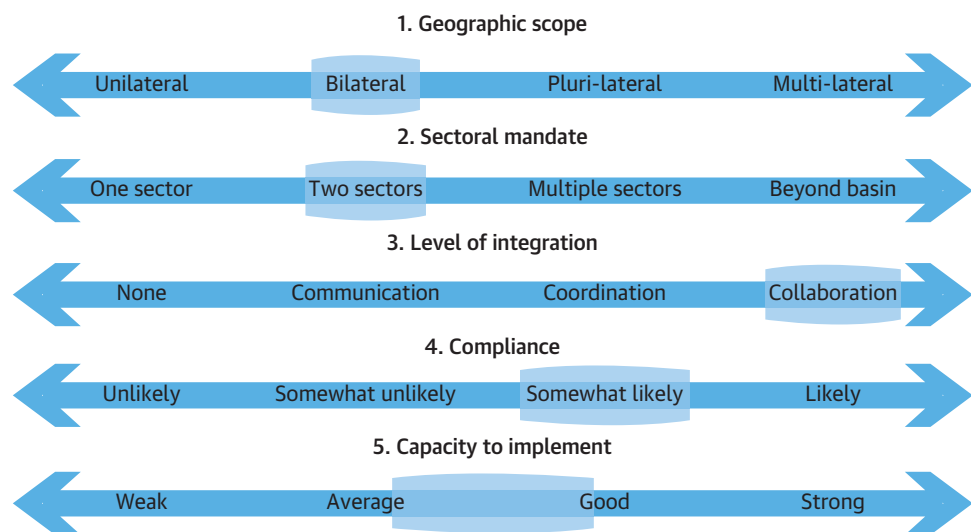 1. Geographic scope
Unilateral Bilateral Pluri-lateral Multi-lateral
2. Sectoral mandate
One sector Two sectors Multiple sectors Beyond basin
3. Level of integration
None Communication Coordination Collaboration
4. Compliance
Unlikely Somewhat unlikely Somewhat likely Likely
5. Capacity to implement
Weak Average Good Strong